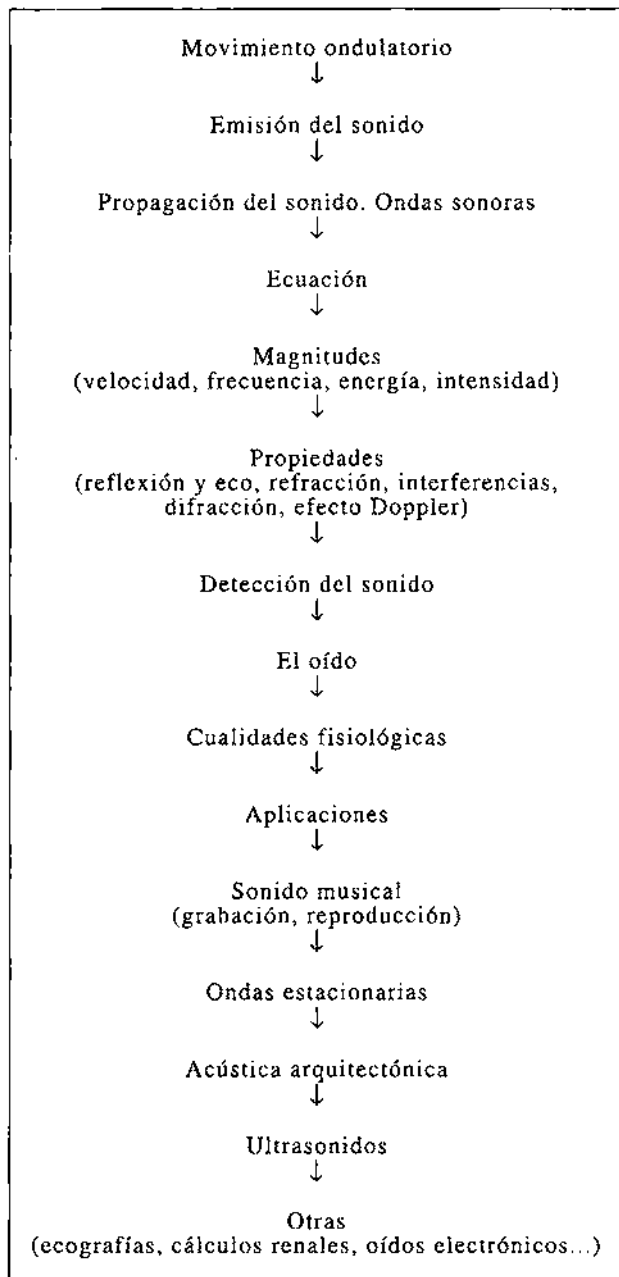 Movimiento ondulatorio
↓
Emisión del sonido
↓
Propagación del sonido. Ondas sonoras
↓
Ecuación
↓
Magnitudes
(velocidad, frecuencia, energía, intensidad)
↓
Propiedades
(reflexión y eco, refracción, interferencias,
difracción, efecto Doppler)
↓
Detección del sonido
↓
El oído
↓
Cualidades fisiológicas
↓
Aplicaciones
↓
Sonido musical
(grabación, reproducción)
↓
Ondas estacionarias
↓
Acústica arquitectónica
↓
Ultrasonidos
↓
Otras
(ecografías, cálculos renales, oídos electrónicos...)